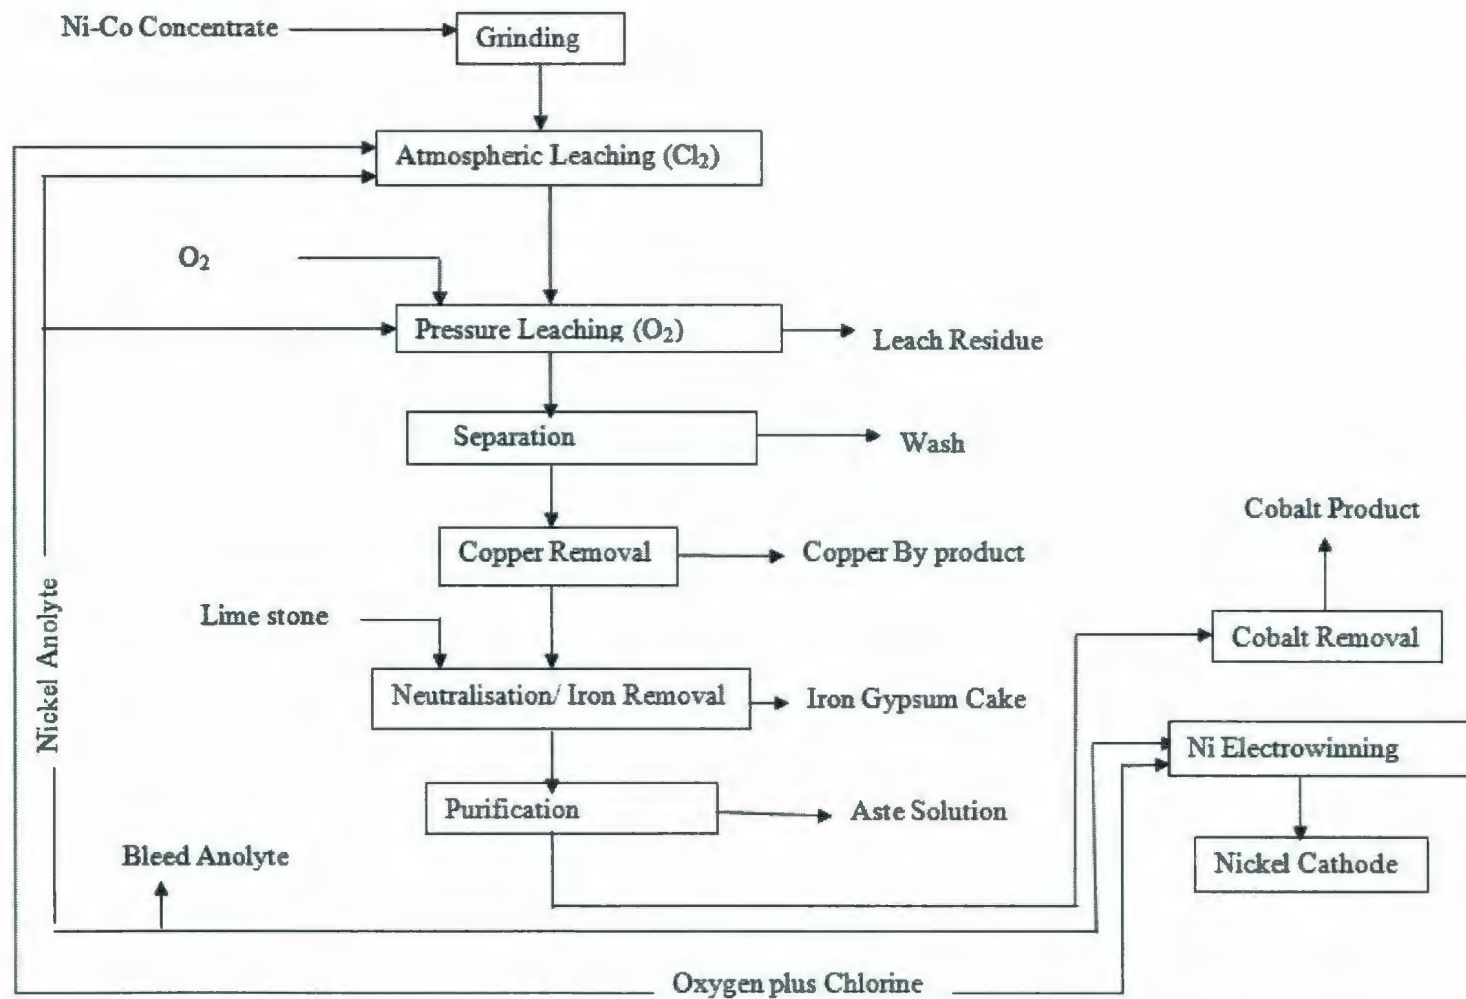 Ni-Co Concentrate
Grinding
Atmospheric Leaching (Cl₂)
O₂
Pressure Leaching (O₂)
Leach Residue
Separation
Wash
Cobalt Product
Copper Removal
Copper By product
Lime stone
Cobalt Removal
Nickel Anolyte
Neutralisation/ Iron Removal
Iron Gypsum Cake
Ni Electrowinning
Purification
Aste Solution
Bleed Anolyte
Nickel Cathode
Oxygen plus Chlorine